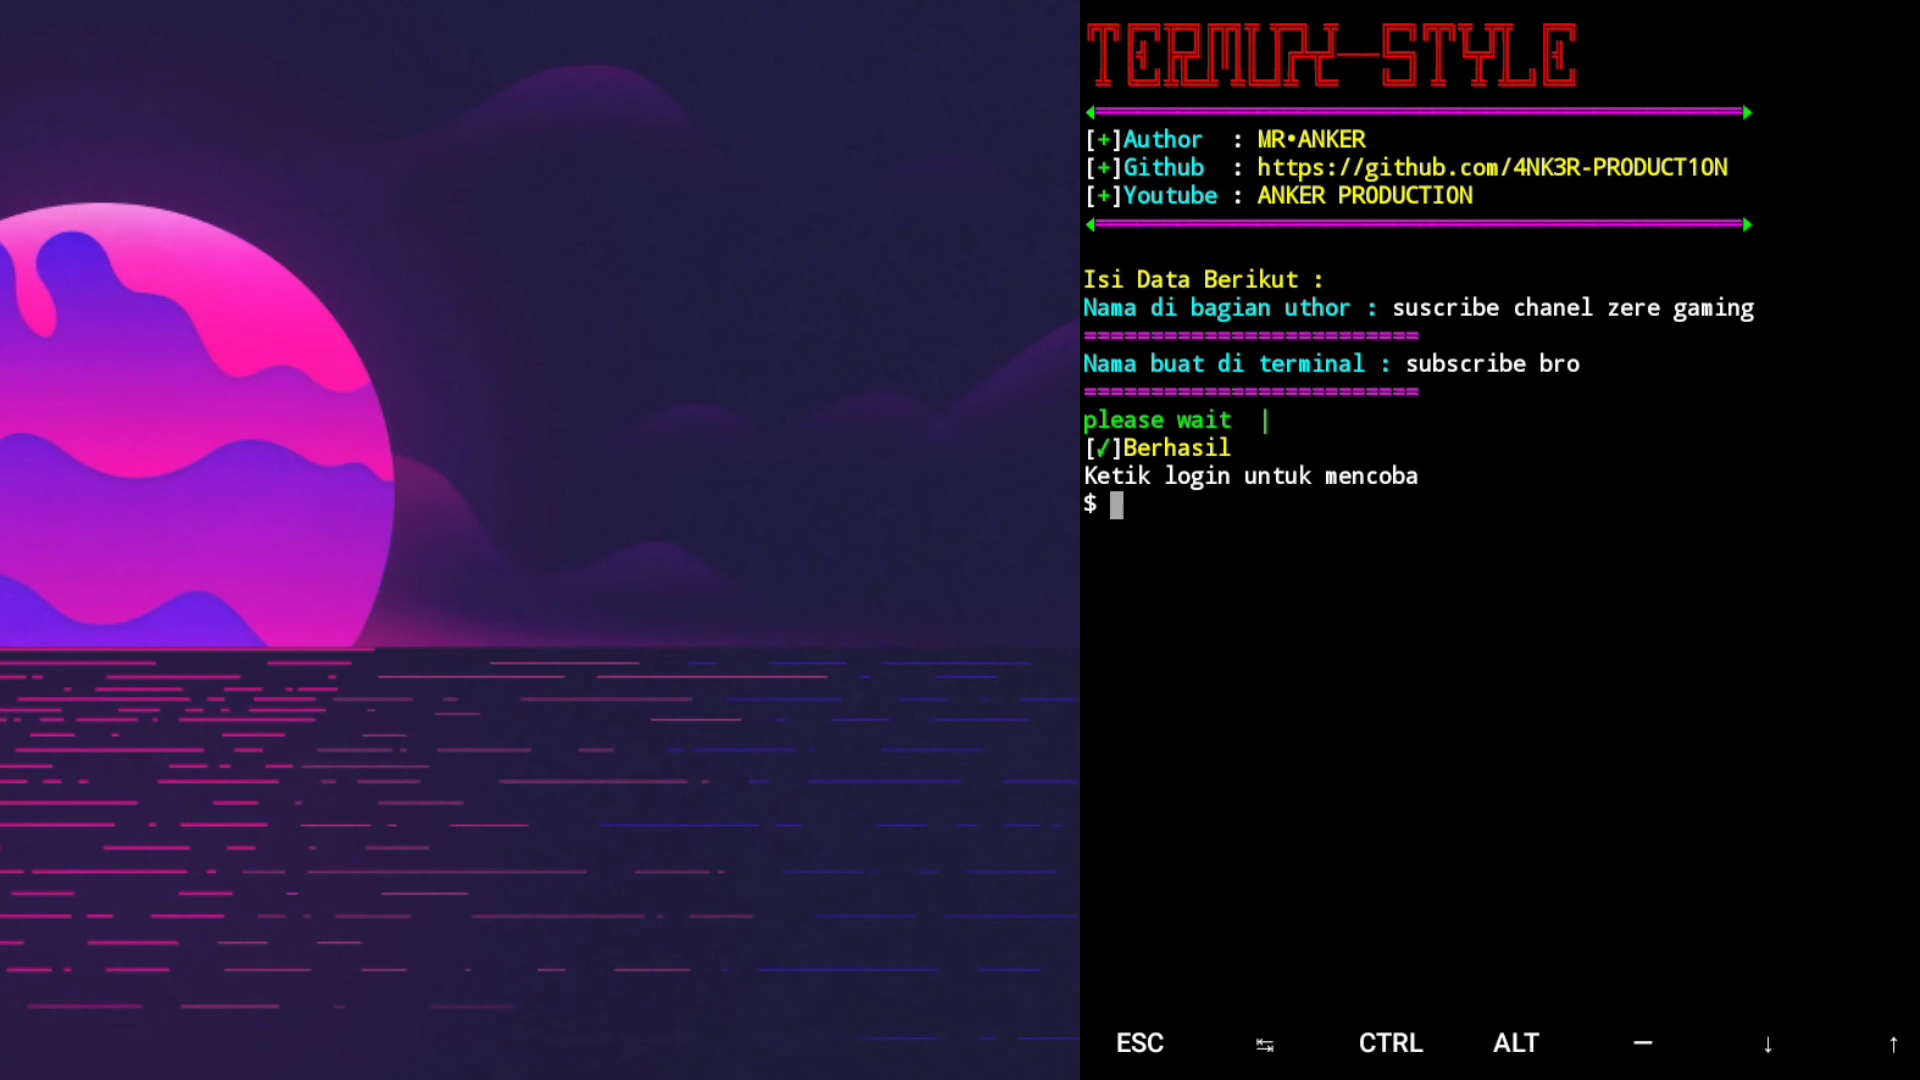 TERMUX-STYLE
[+]Author  : MR•ANKER
[+]Github  : https://github.com/4NK3R-PR0DUCT10N
[+]Youtube : ANKER PR0DUCTI0N
Isi Data Berikut :
Nama di bagian uthor : suscribe chanel zere gaming
=========================
Nama buat di terminal : subscribe bro
=========================
please wait  |
[✓]Berhasil
Ketik login untuk mencoba
$
ESC ↹ CTRL ALT — ↓ ↑